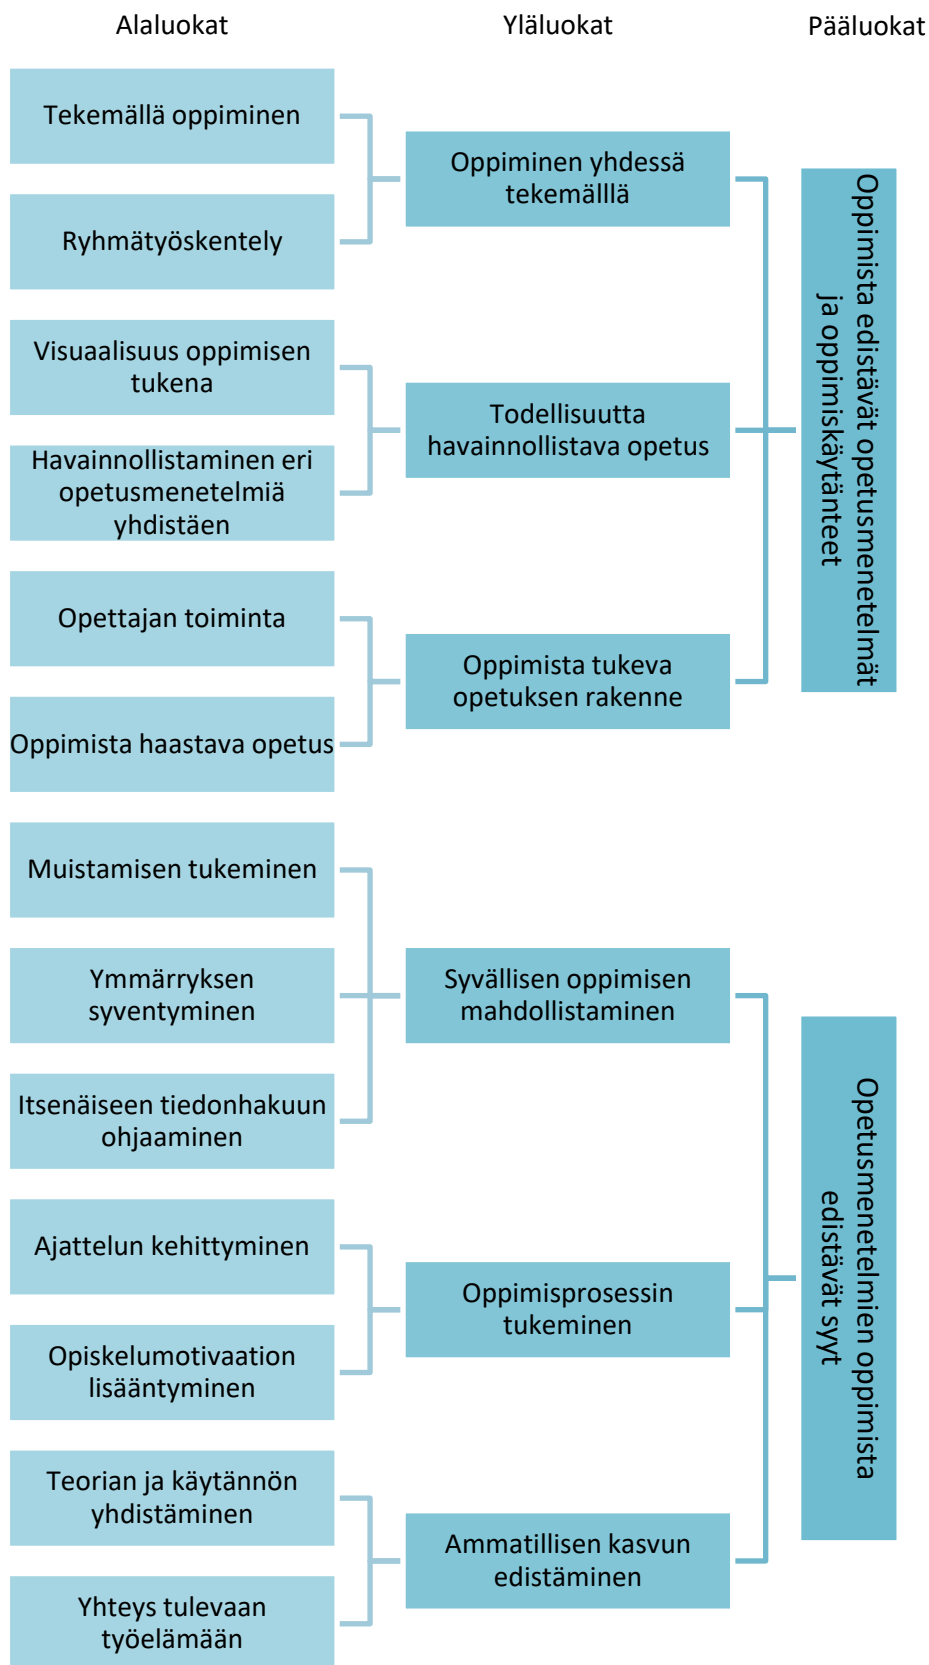 Alaluokat
Yläluokat
Pääluokat
Tekemällä oppiminen
Ryhmätyöskentely
Oppiminen yhdessä
tekemälllä
Visuaalisuus oppimisen
tukena
Havainnollistaminen eri
opetusmenetelmiä
yhdistäen
Todellisuutta
havainnollistava opetus
Opettajan toiminta
Oppimista haastava opetus
Oppimista tukeva
opetuksen rakenne
Oppimista edistävät opetusmenetelmät
ja oppimiskäytänteet
Muistamisen tukeminen
Ymmärryksen
syventyminen
Itsenäiseen tiedonhakuun
ohjaaminen
Syvällisen oppimisen
mahdollistaminen
Ajattelun kehittyminen
Opiskelumotivaation
lisääntyminen
Oppimisprosessin
tukeminen
Teorian ja käytännön
yhdistäminen
Yhteys tulevaan
työelämään
Ammatillisen kasvun
edistäminen
Opetusmenetelmien oppimista
edistävät syyt